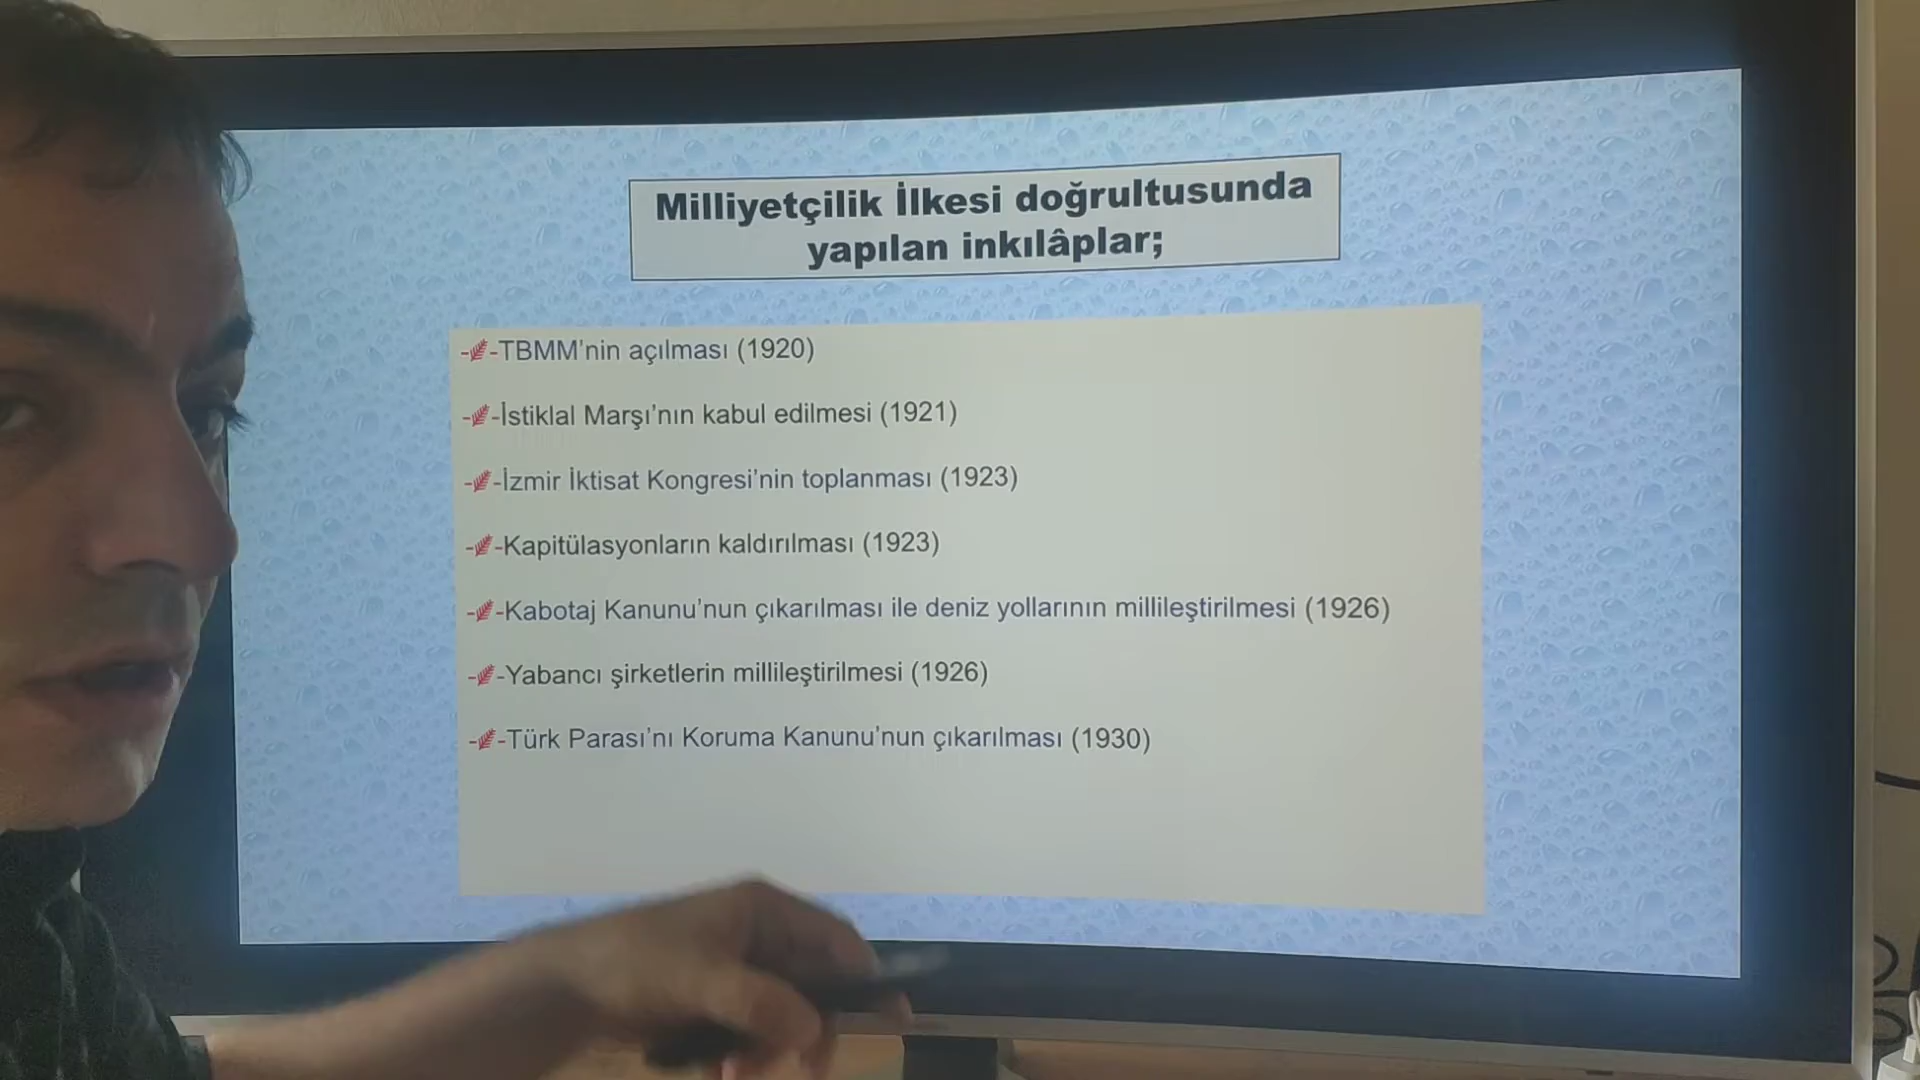 Milliyetçilik İlkesi doğrultusunda
yapılan inkılâplar;
-TBMM'nin açılması (1920)
-İstiklal Marşı'nın kabul edilmesi (1921)
-İzmir İktisat Kongresi'nin toplanması (1923)
-Kapitülasyonların kaldırılması (1923)
-Kabotaj Kanunu'nun çıkarılması ile deniz yollarının millileştirilmesi (1926)
-Yabancı şirketlerin millileştirilmesi (1926)
-Türk Parası'nı Koruma Kanunu'nun çıkarılması (1930)